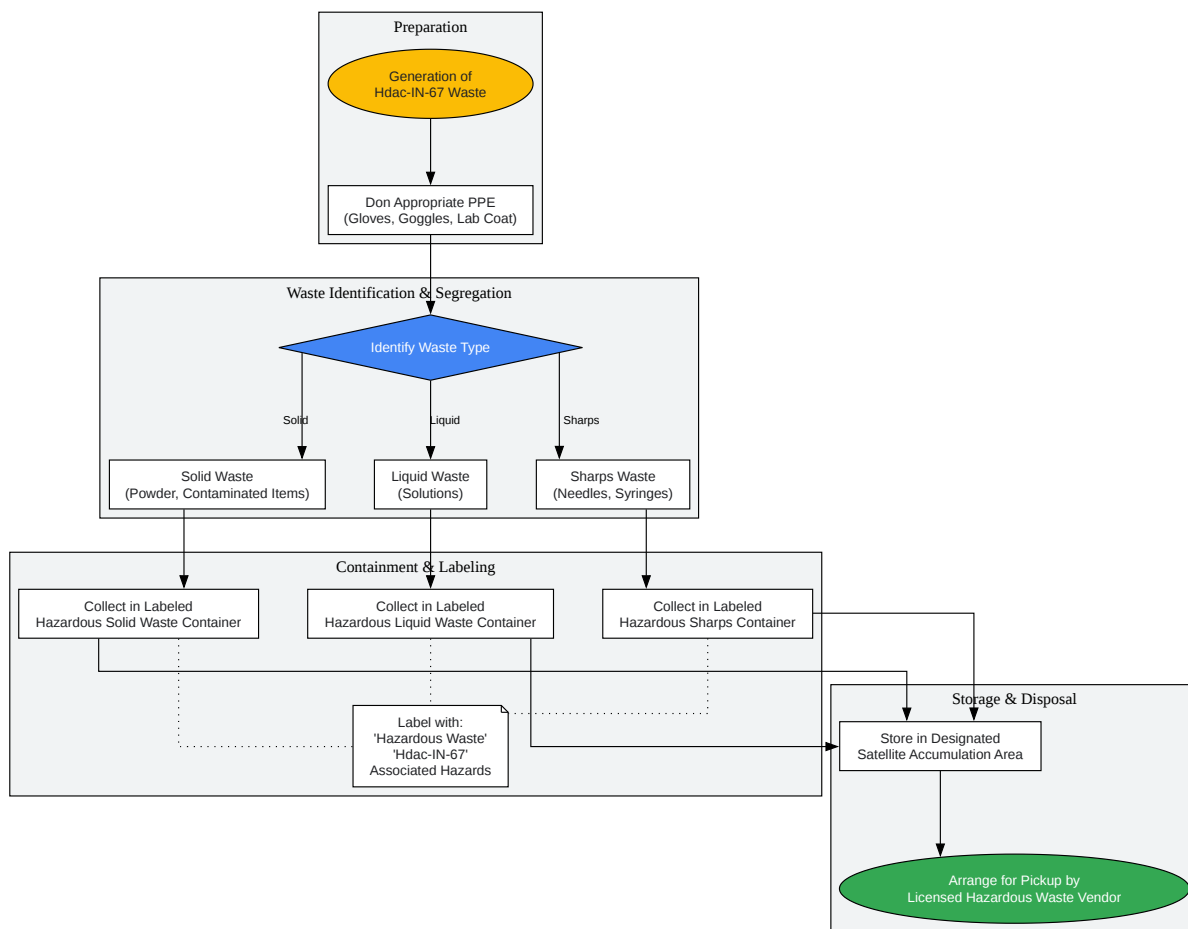 Preparation
Generation of
Hdac-IN-67 Waste
Don Appropriate PPE
(Gloves, Goggles, Lab Coat)
Waste Identification & Segregation
Identify Waste Type
Solid
Liquid
Sharps
Solid Waste
(Powder, Contaminated Items)
Liquid Waste
(Solutions)
Sharps Waste
(Needles, Syringes)
Containment & Labeling
Collect in Labeled
Hazardous Solid Waste Container
Collect in Labeled
Hazardous Liquid Waste Container
Collect in Labeled
Hazardous Sharps Container
Label with:
'Hazardous Waste'
'Hdac-IN-67'
Associated Hazards
Storage & Disposal
Store in Designated
Satellite Accumulation Area
Arrange for Pickup by
Licensed Hazardous Waste Vendor